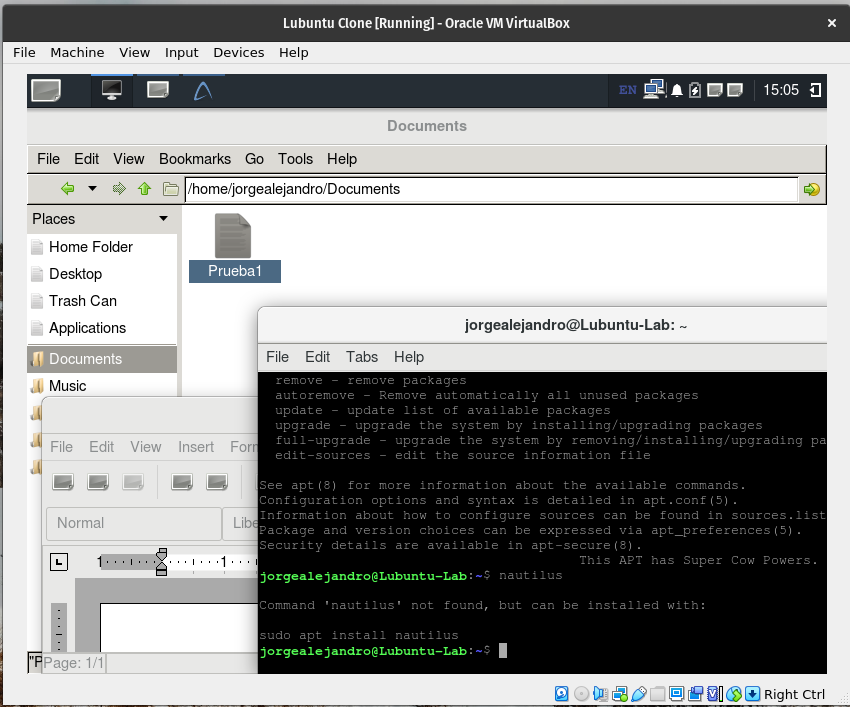 Lubuntu Clone [Running] - Oracle VM VirtualBox
File Machine View Input Devices Help
EN 15:05
Documents
File Edit View Bookmarks Go Tools Help
/home/jorgealejandro/Documents
Places
Home Folder
Desktop
Trash Can
Applications
Documents
Music
Prueba1
jorgealejandro@Lubuntu-Lab: ~
File Edit Tabs Help
remove - remove packages
autoremove - Remove automatically all unused packages
update - update list of available packages
upgrade - upgrade the system by installing/upgrading packages
full-upgrade - upgrade the system by removing/installing/upgrading pa
edit-sources - edit the source information file
See apt(8) for more information about the available commands.
Configuration options and syntax is detailed in apt.conf(5).
Information about how to configure sources can be found in sources.list
Package and version choices can be expressed via apt_preferences(5).
Security details are available in apt-secure(8).
This APT has Super Cow Powers.
jorgealejandro@Lubuntu-Lab:~$ nautilus
Command 'nautilus' not found, but can be installed with:
sudo apt install nautilus
jorgealejandro@Lubuntu-Lab:~$
File Edit View Insert Form
Normal Libe
1 1
"P
Page: 1/1
Right Ctrl